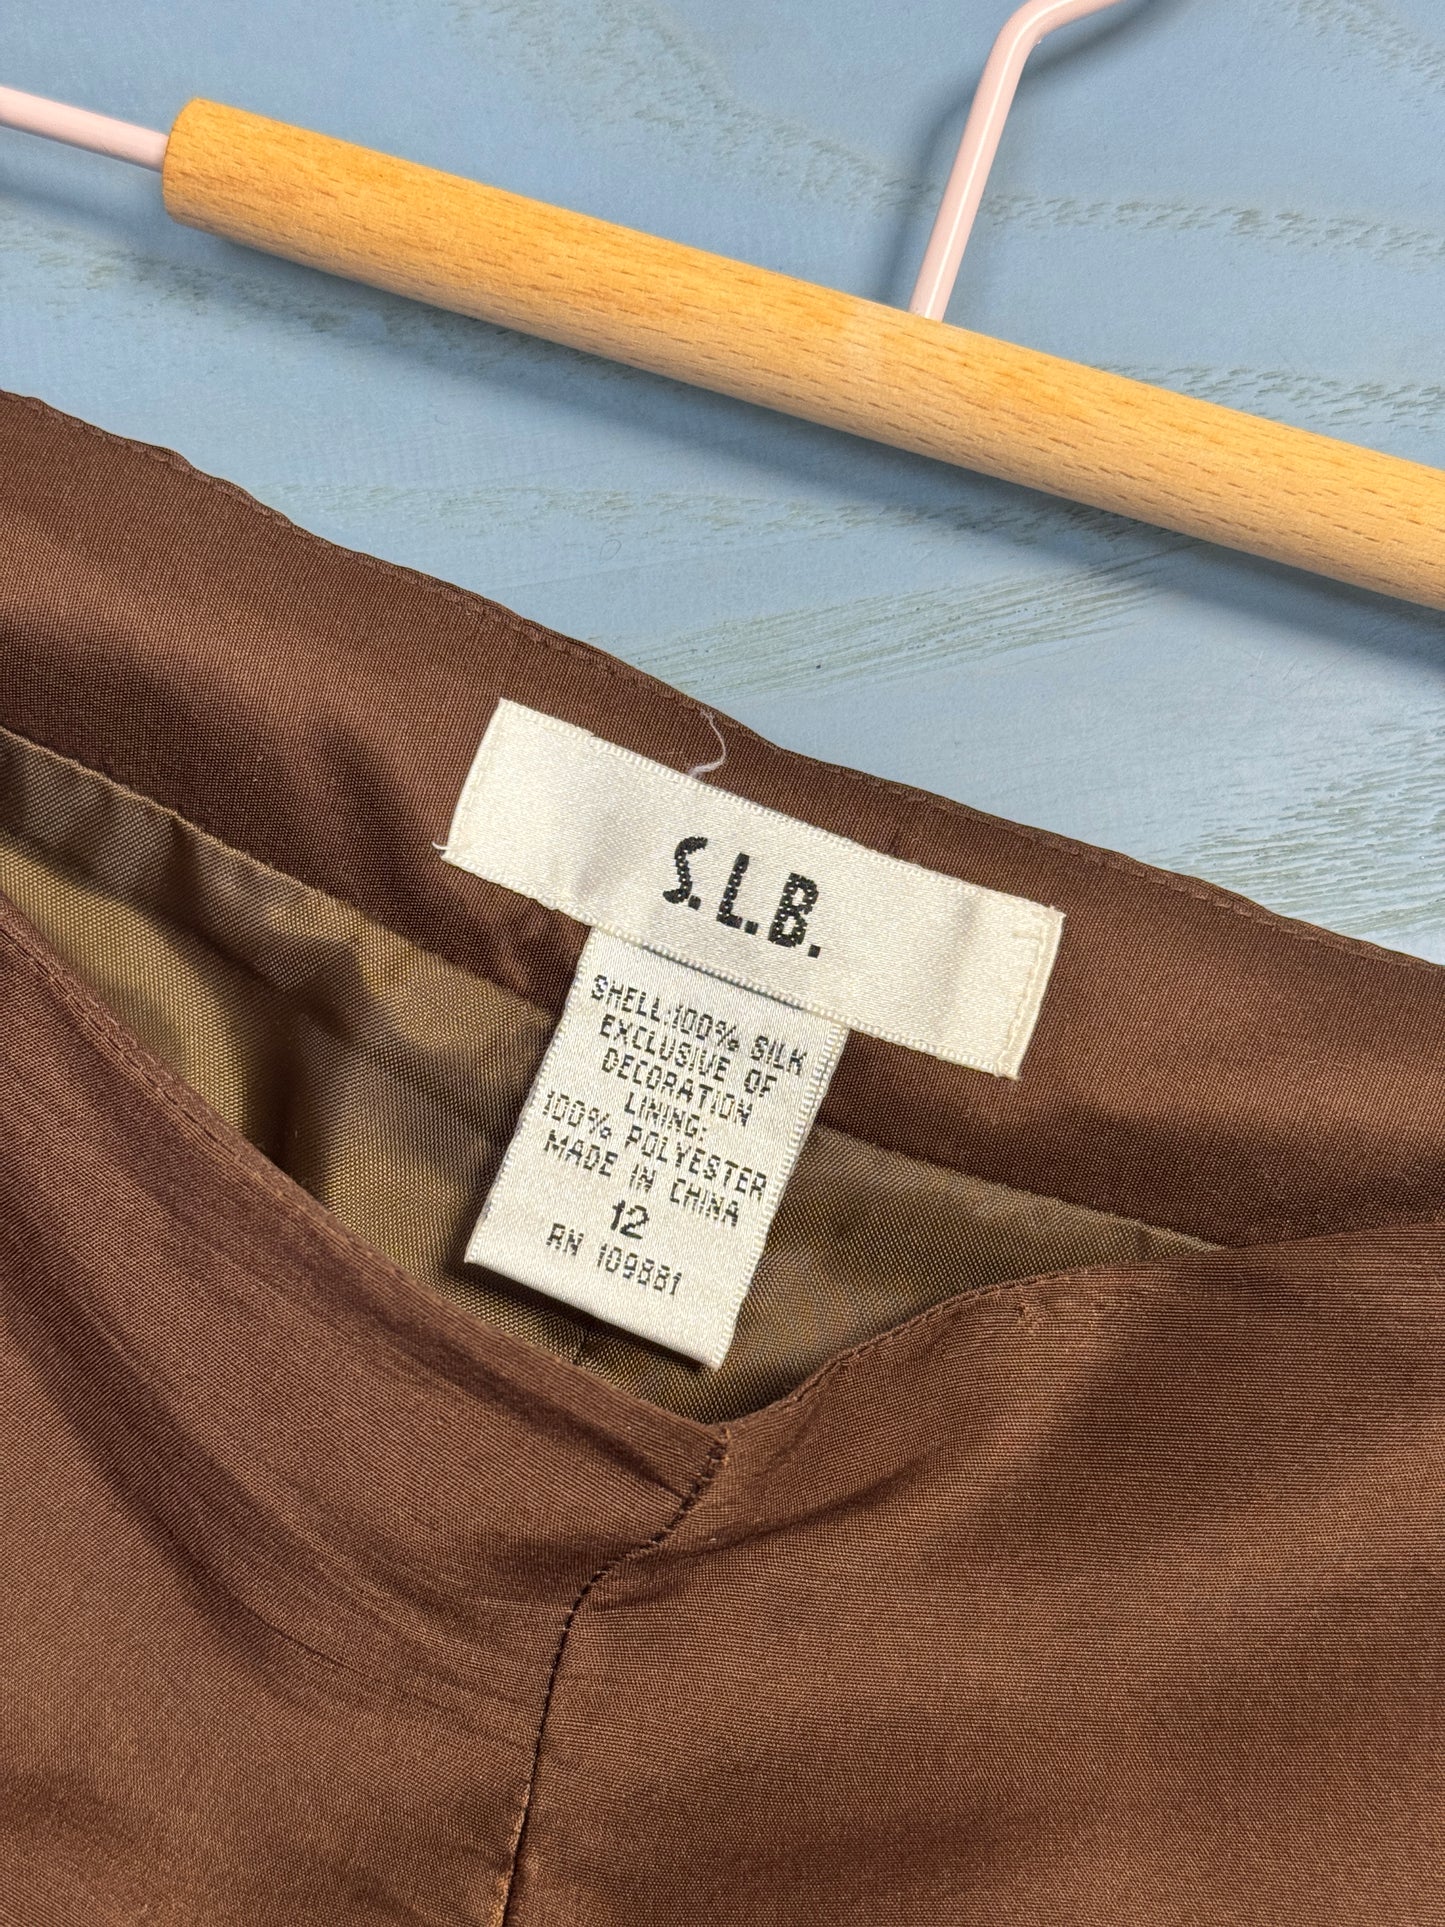 S.L.B.
SHELL:100% SILK
EXCLUSIVE OF
DECORATION
LINING:
100% POLYESTER
MADE IN CHINA
12
RN 109881